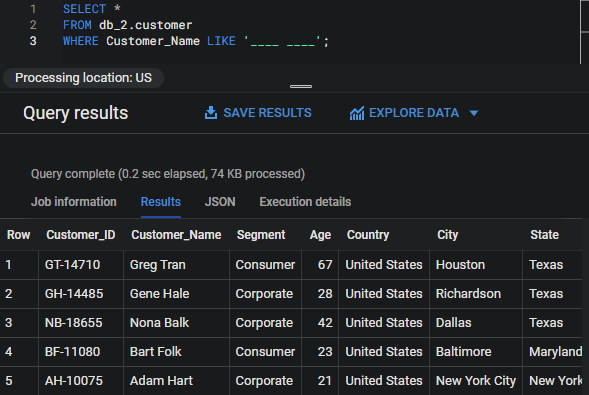 1 SELECT *
2 FROM db_2.customer
3 WHERE Customer_Name LIKE '____ ____';
Processing location: US
Query results SAVE RESULTS EXPLORE DATA
Query complete (0.2 sec elapsed, 74 KB processed)
Job information Results JSON Execution details
Row Customer_ID Customer_Name Segment Age Country City State
1 GT-14710 Greg Tran Consumer 67 United States Houston Texas
2 GH-14485 Gene Hale Corporate 28 United States Richardson Texas
3 NB-18655 Nona Balk Corporate 42 United States Dallas Texas
4 BF-11080 Bart Folk Consumer 23 United States Baltimore Maryland
5 AH-10075 Adam Hart Corporate 21 United States New York City New York